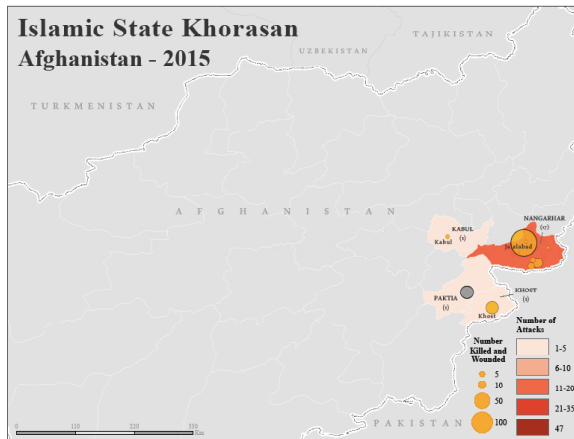 Islamic State Khorasan
Afghanistan - 2015
TAJIKISTAN
UZBEKISTAN
TURKMENISTAN
AFGHANISTAN
NANGARHAR
(17)
KABUL
(1)
Kabul
Jalalabad
KHOST
(1)
PAKTIA
(1)
Khost
PAKISTAN
Number
Killed and
Wounded
5
10
50
100
Number of
Attacks
1-5
6-10
11-20
21-35
47
0 110 220 330
Km